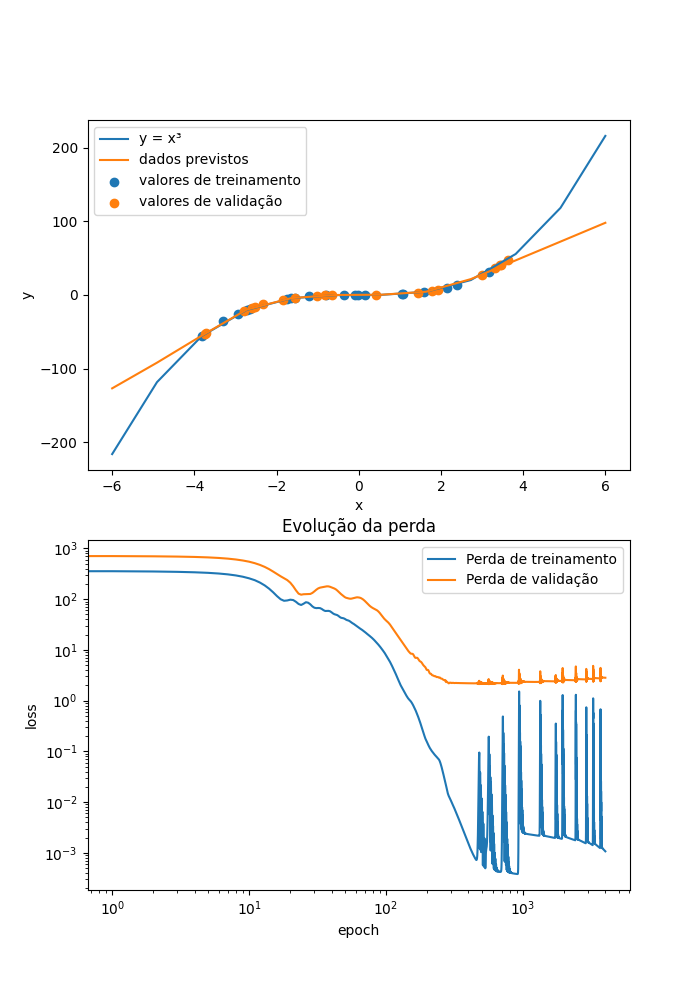 y = x³
dados previstos
valores de treinamento
valores de validação
200
100
0
−100
−200
y
−6 −4 −2 0 2 4 6
x
Evolução da perda
Perda de treinamento
Perda de validação
10³
10²
10¹
10⁰
10⁻¹
10⁻²
10⁻³
loss
10⁰ 10¹ 10² 10³
epoch